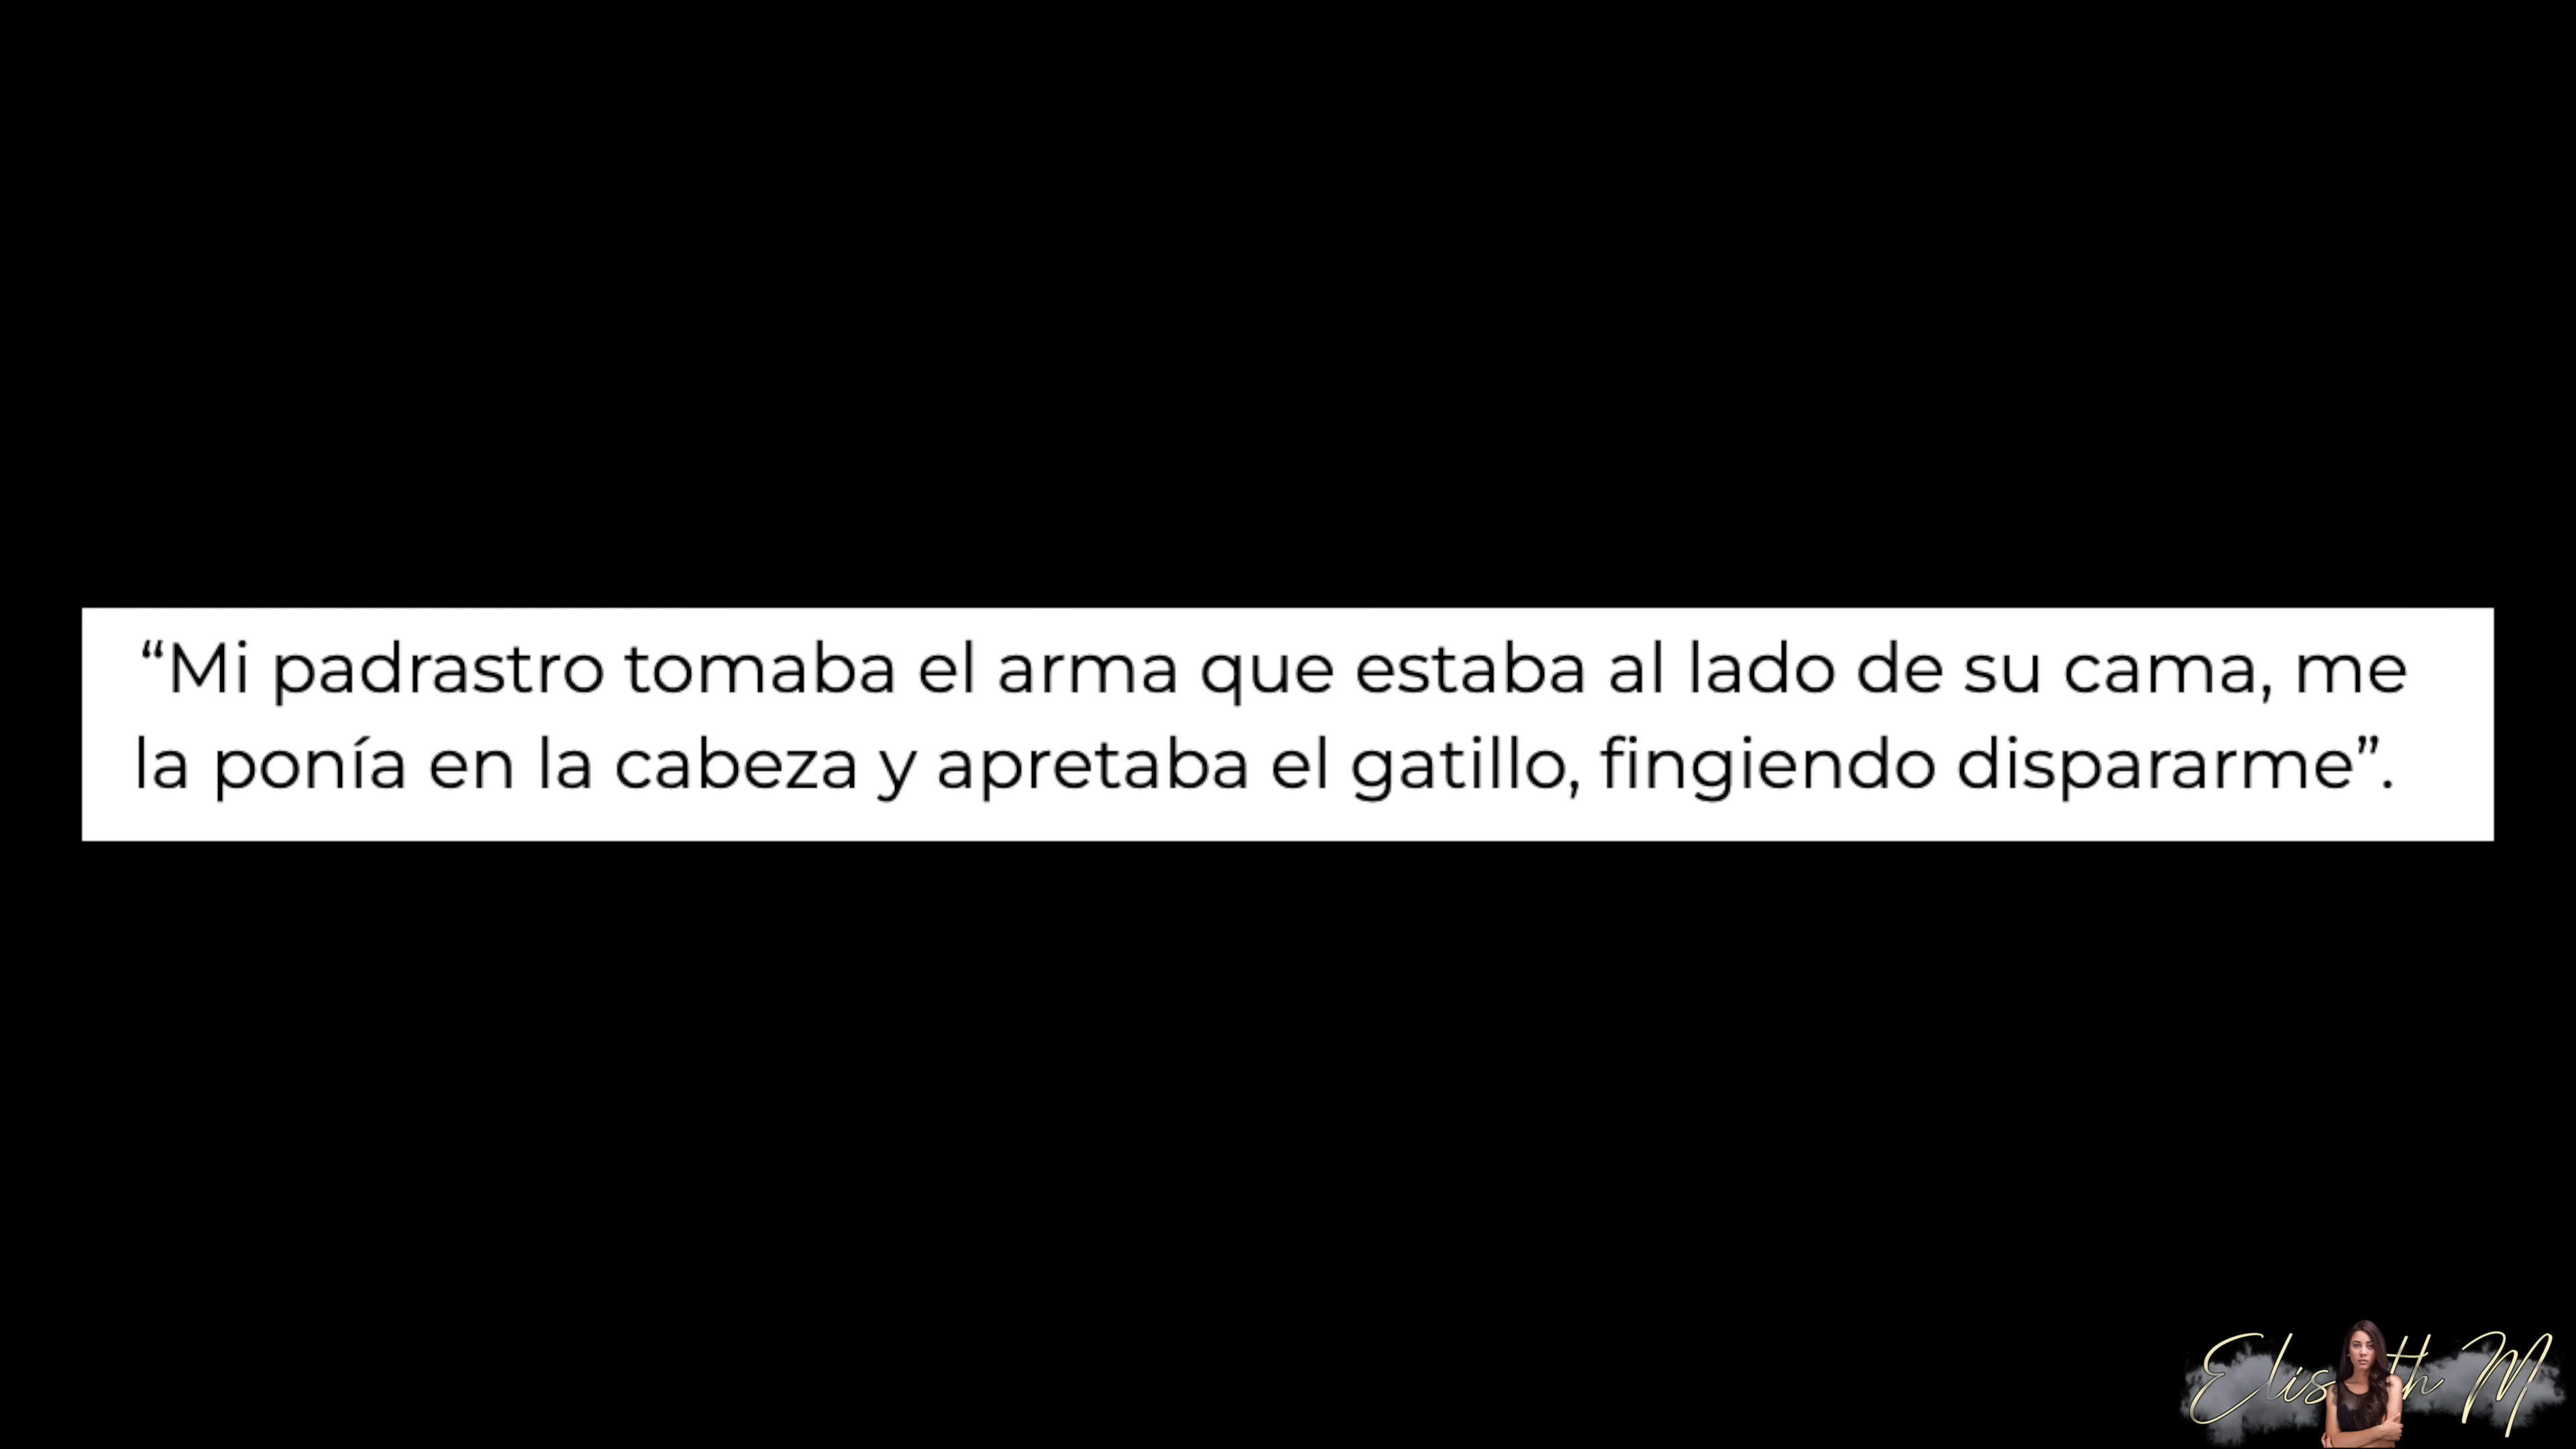 “Mi padrastro tomaba el arma que estaba al lado de su cama, me
la ponía en la cabeza y apretaba el gatillo, fingiendo dispararme”.